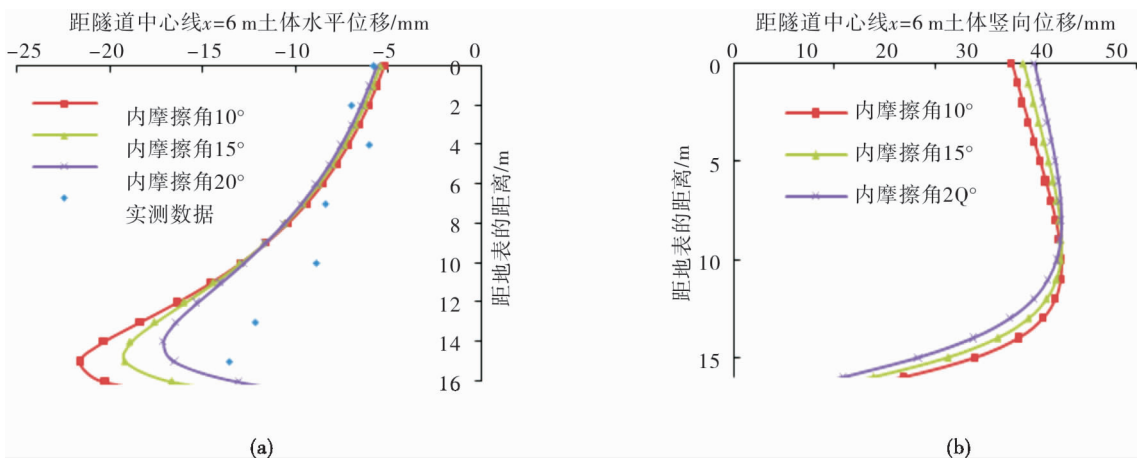 距隧道中心线x=6 m土体水平位移/mm
-25 -20 -15 -10 -5 0
0
2
4
6
8
10
12
14
16
距地表的距离/m
内摩擦角10°
内摩擦角15°
内摩擦角20°
实测数据
(a)
距隧道中心线x=6 m土体竖向位移/mm
0 10 20 30 40 50
0
5
10
15
距地表的距离/m
内摩擦角10°
内摩擦角15°
内摩擦角2Q°
(b)